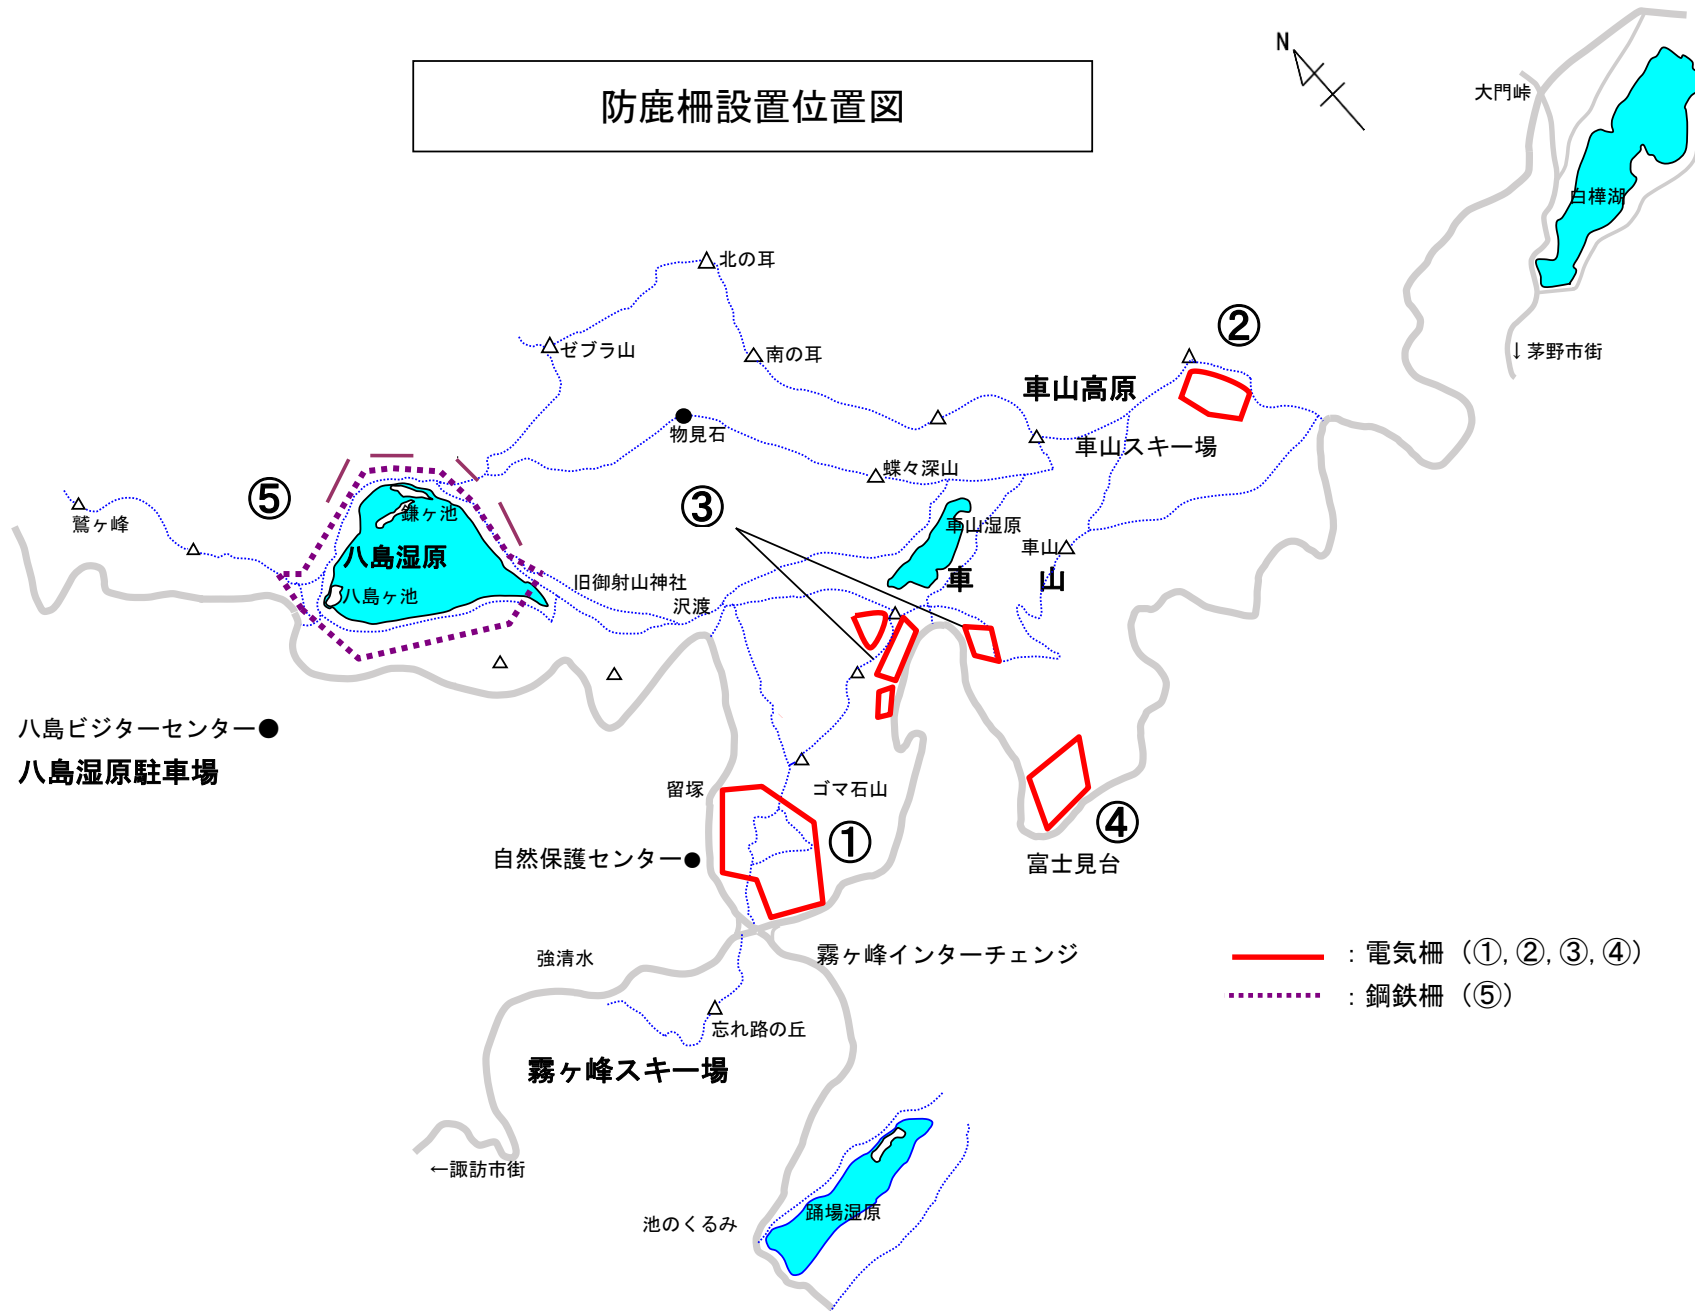 防鹿柵設置位置図
N
大門峠
白樺湖
↓茅野市街
北の耳
ゼブラ山
南の耳
②
車山高原
車山スキー場
物見石
蝶々深山
③
⑤
鷲ヶ峰
鎌ヶ池
八島湿原
八島ヶ池
旧御射山神社
沢渡
車山湿原
車山
車　山
八島ビジターセンター
八島湿原駐車場
留塚
ゴマ石山
①
④
自然保護センター
富士見台
強清水
霧ヶ峰インターチェンジ
：電気柵（①,②,③,④）
：鋼鉄柵（⑤）
忘れ路の丘
霧ヶ峰スキー場
←諏訪市街
池のくるみ
踊場湿原